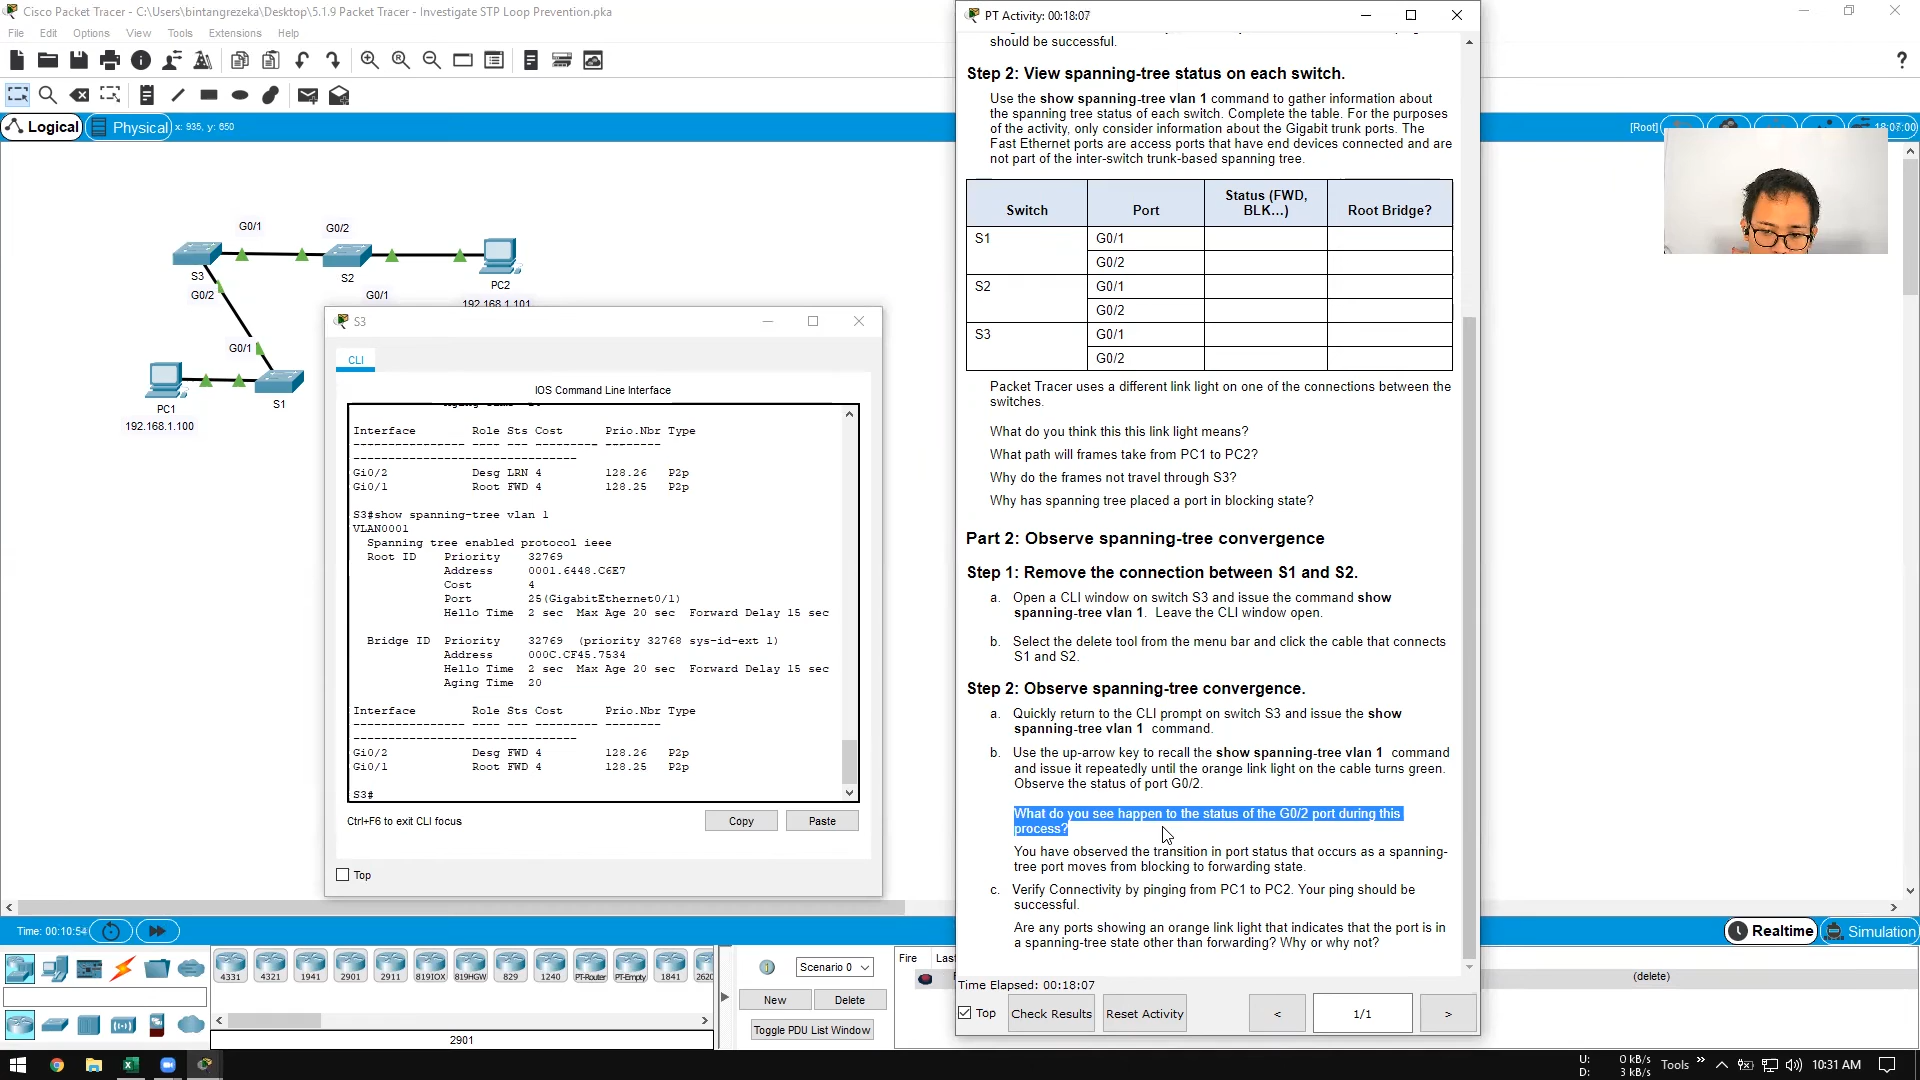 Cisco Packet Tracer - C:\Users\bintangrezeka\Desktop\5.1.9 Packet Tracer - Investigate STP Loop Prevention.pka
File Edit Options View Tools Extensions Help
?
Logical
Physical
x: 935, y: 650
[Root]
18:07:00
G0/1
G0/2
S3
S2
PC2
G0/2
G0/1
192.168.1.101
G0/1
PC1
S1
192.168.1.100
S3
CLI
IOS Command Line Interface
Interface Role Sts Cost Prio.Nbr Type
---------------- ---- --- --------- --------
--------------------------------
Gi0/2 Desg LRN 4 128.26 P2p
Gi0/1 Root FWD 4 128.25 P2p
S3#show spanning-tree vlan 1
VLAN0001
Spanning tree enabled protocol ieee
Root ID Priority 32769
Address 0001.6448.C6E7
Cost 4
Port 25(GigabitEthernet0/1)
Hello Time 2 sec Max Age 20 sec Forward Delay 15 sec
Bridge ID Priority 32769 (priority 32768 sys-id-ext 1)
Address 000C.CF45.7534
Hello Time 2 sec Max Age 20 sec Forward Delay 15 sec
Aging Time 20
Interface Role Sts Cost Prio.Nbr Type
---------------- ---- --- --------- --------
--------------------------------
Gi0/2 Desg FWD 4 128.26 P2p
Gi0/1 Root FWD 4 128.25 P2p
S3#
Ctrl+F6 to exit CLI focus
Copy
Paste
Top
PT Activity: 00:18:07
should be successful.
Step 2: View spanning-tree status on each switch.
Use the show spanning-tree vlan 1 command to gather information about
the spanning tree status of each switch. Complete the table. For the purposes
of the activity, only consider information about the Gigabit trunk ports. The
Fast Ethernet ports are access ports that have end devices connected and are
not part of the inter-switch trunk-based spanning tree.
Switch Port Status (FWD, BLK…) Root Bridge?
S1 G0/1
G0/2
S2 G0/1
G0/2
S3 G0/1
G0/2
Packet Tracer uses a different link light on one of the connections between the
switches.
What do you think this this link light means?
What path will frames take from PC1 to PC2?
Why do the frames not travel through S3?
Why has spanning tree placed a port in blocking state?
Part 2: Observe spanning-tree convergence
Step 1: Remove the connection between S1 and S2.
a. Open a CLI window on switch S3 and issue the command show
spanning-tree vlan 1. Leave the CLI window open.
b. Select the delete tool from the menu bar and click the cable that connects
S1 and S2.
Step 2: Observe spanning-tree convergence.
a. Quickly return to the CLI prompt on switch S3 and issue the show
spanning-tree vlan 1 command.
b. Use the up-arrow key to recall the show spanning-tree vlan 1 command
and issue it repeatedly until the orange link light on the cable turns green.
Observe the status of port G0/2.
What do you see happen to the status of the G0/2 port during this
process?
You have observed the transition in port status that occurs as a spanning-
tree port moves from blocking to forwarding state.
c. Verify Connectivity by pinging from PC1 to PC2. Your ping should be
successful.
Are any ports showing an orange link light that indicates that the port is in
a spanning-tree state other than forwarding? Why or why not?
Time Elapsed: 00:18:07
Top
Check Results
Reset Activity
<
1/1
>
Time: 00:10:54
Realtime
Simulation
4331 4321 1941 2901 2911 819IOX 819HGW 829 1240 PT-Router PT-Empty 1841 2620
2901
Scenario 0
New
Delete
Toggle PDU List Window
Fire
(delete)
U: 0 kB/s
D: 3 kB/s
Tools
10:31 AM